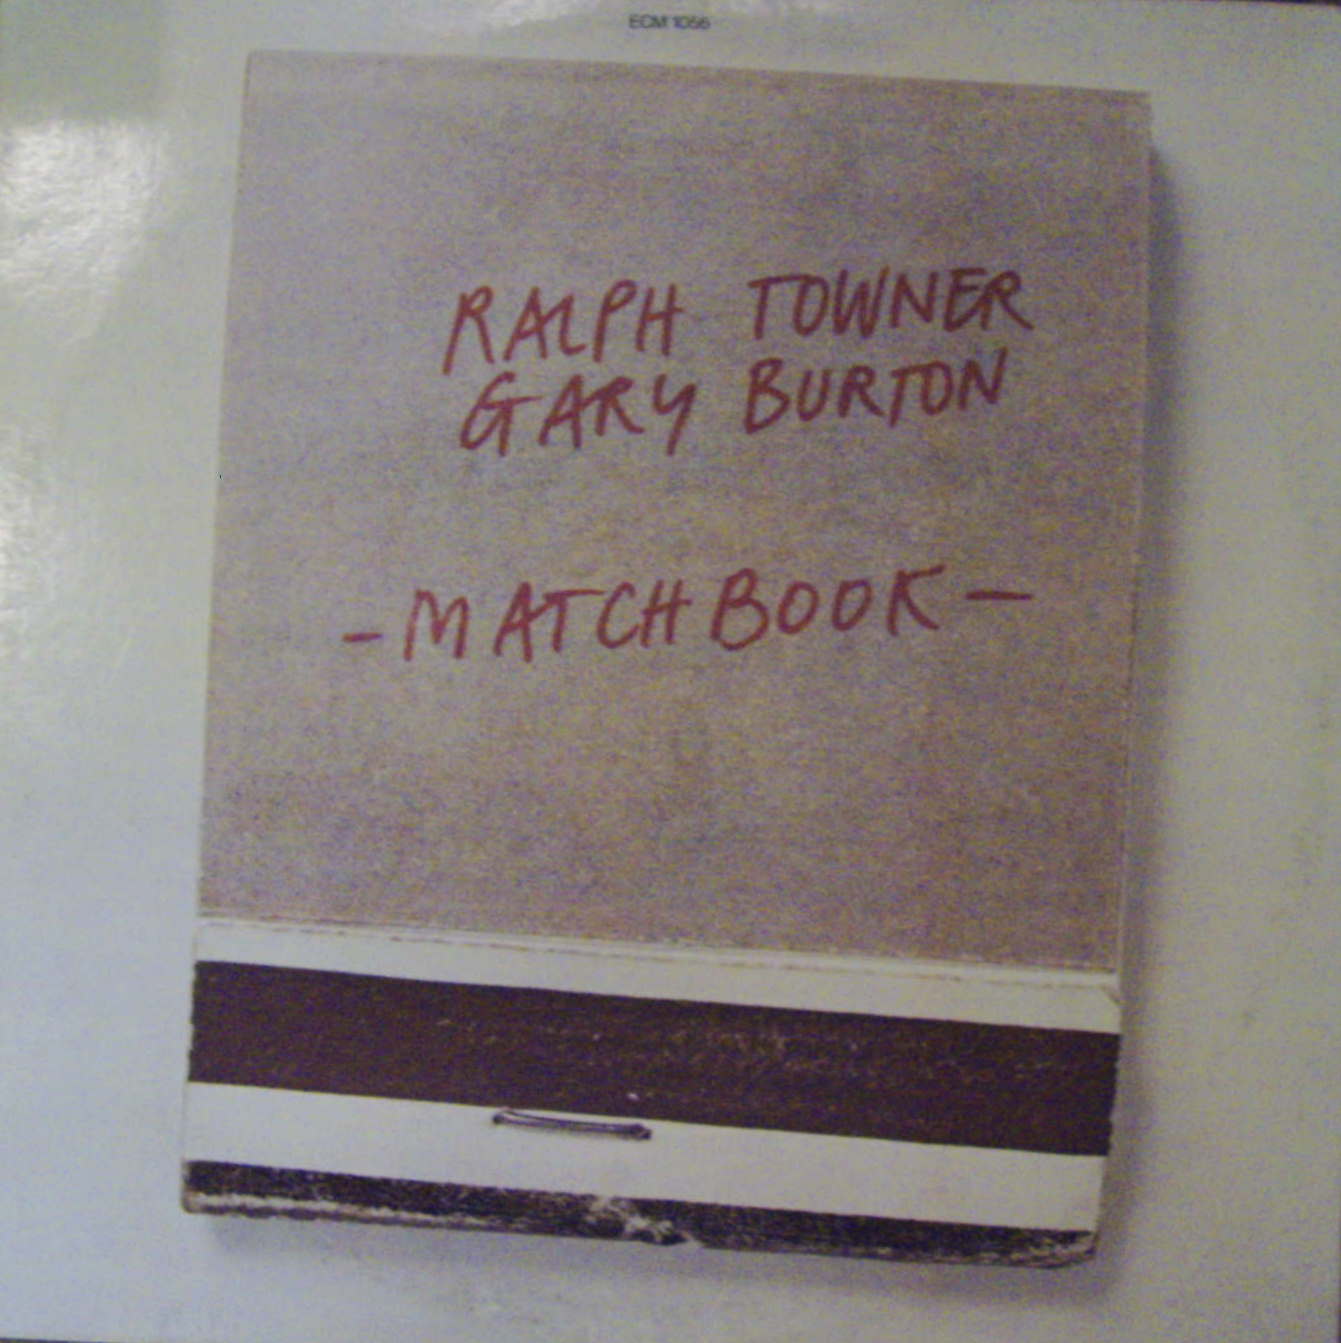 ECM 1056
RALPH TOWNER
GARY BURTON
-MATCHBOOK-